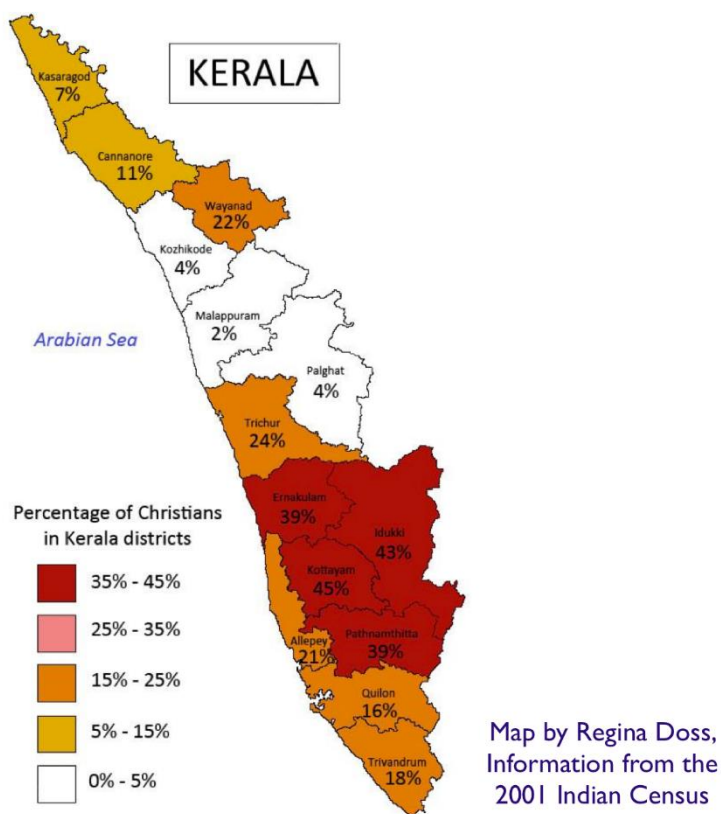 KERALA
Kasaragod
7%
Cannanore
11%
Wayanad
22%
Kozhikode
4%
Malappuram
2%
Arabian Sea
Palghat
4%
Trichur
24%
Ernakulam
39%
Idukki
43%
Kottayam
45%
Allepey
21%
Pathnamthitta
39%
Quilon
16%
Trivandrum
18%
Percentage of Christians
in Kerala districts
35% - 45%
25% - 35%
15% - 25%
5% - 15%
0% - 5%
Map by Regina Doss,
Information from the
2001 Indian Census